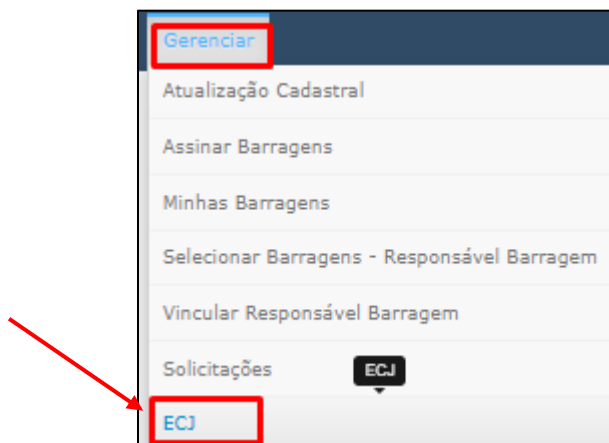 Gerenciar
Atualização Cadastral
Assinar Barragens
Minhas Barragens
Selecionar Barragens - Responsável Barragem
Vincular Responsável Barragem
Solicitações
ECJ
ECJ